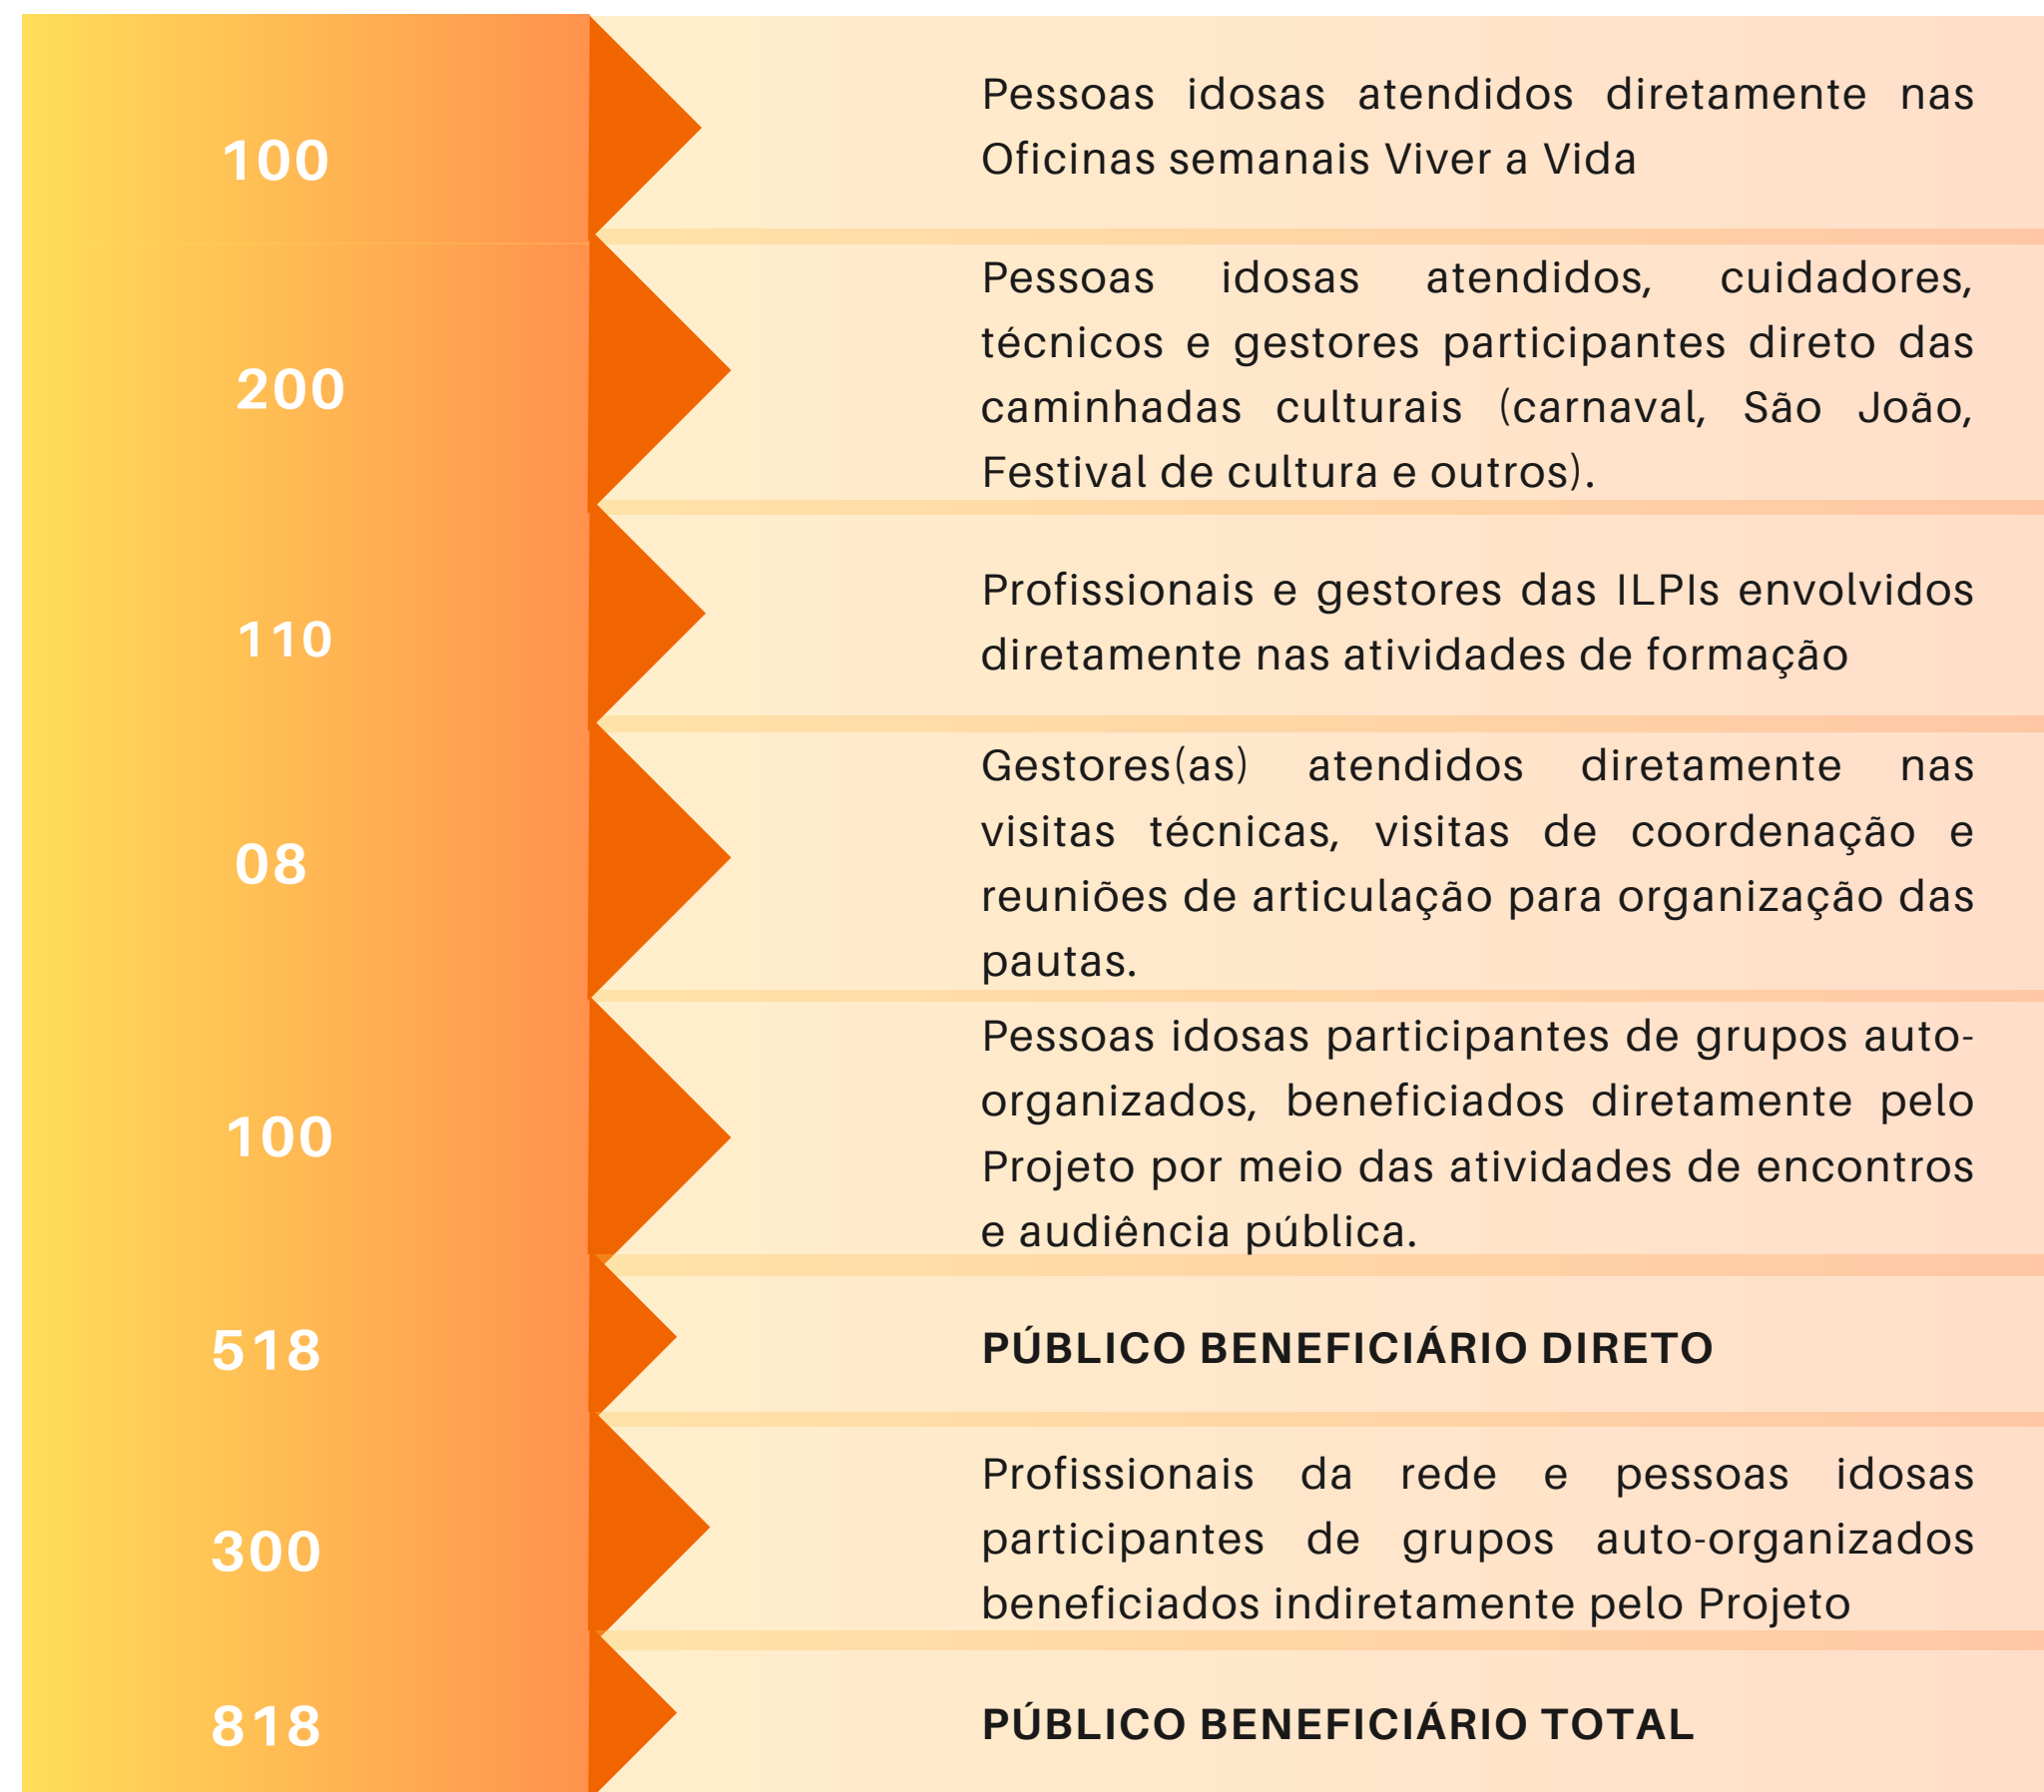 100
Pessoas idosas atendidos diretamente nas
Oficinas semanais Viver a Vida
200
Pessoas idosas atendidos, cuidadores,
técnicos e gestores participantes direto das
caminhadas culturais (carnaval, São João,
Festival de cultura e outros).
110
Profissionais e gestores das ILPIs envolvidos
diretamente nas atividades de formação
08
Gestores(as) atendidos diretamente nas
visitas técnicas, visitas de coordenação e
reuniões de articulação para organização das
pautas.
100
Pessoas idosas participantes de grupos auto-
organizados, beneficiados diretamente pelo
Projeto por meio das atividades de encontros
e audiência pública.
518
PÚBLICO BENEFICIÁRIO DIRETO
300
Profissionais da rede e pessoas idosas
participantes de grupos auto-organizados
beneficiados indiretamente pelo Projeto
818
PÚBLICO BENEFICIÁRIO TOTAL